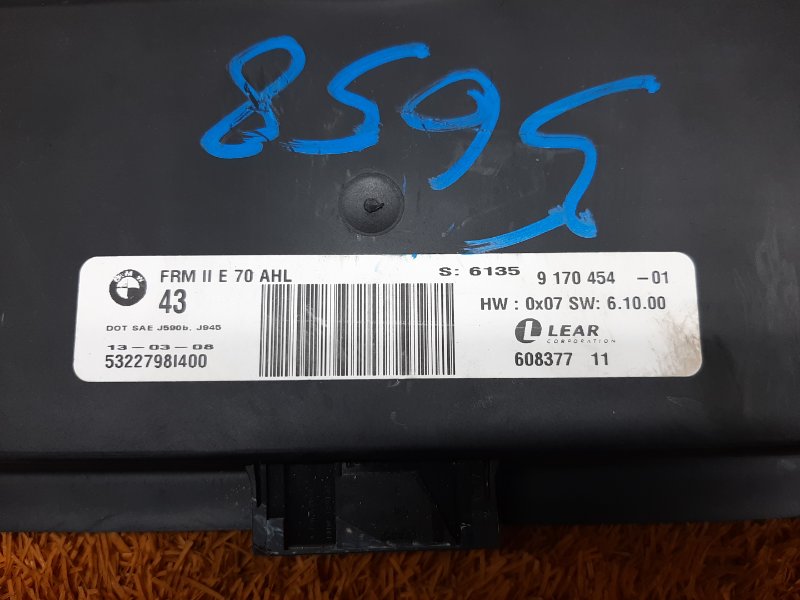 8595
BMW
FRM II E 70 AHL
S: 6135 9 170 454 -01
43
HW : 0x07 SW: 6.10.00
DOT SAE J590b, J945
LEAR
CORPORATION
13-03-08
53227981400
608377 11